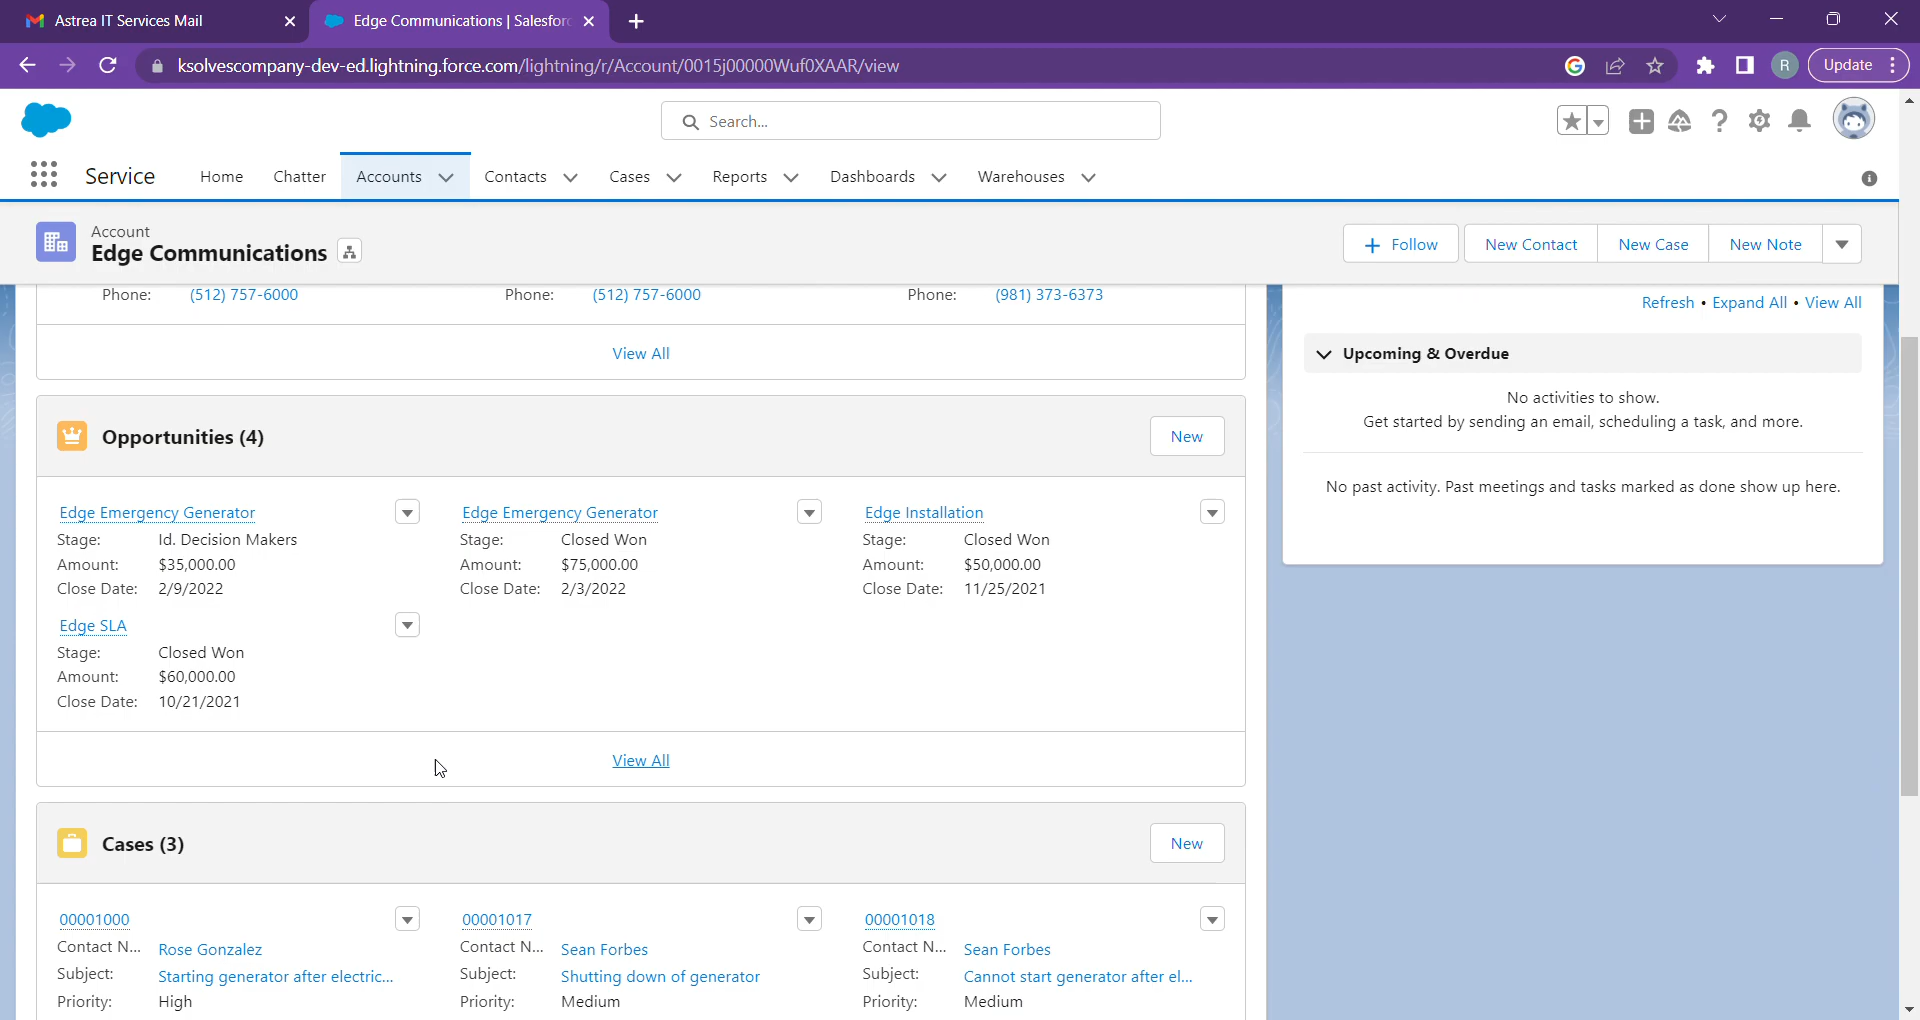 Astrea IT Services Mail
Edge Communications | Salesforc
ksolvescompany-dev-ed.lightning.force.com/lightning/r/Account/0015j00000Wuf0XAAR/view
R
Update
Search...
Service
Home
Chatter
Accounts
Contacts
Cases
Reports
Dashboards
Warehouses
Account
Edge Communications
Follow
New Contact
New Case
New Note
Phone: (512) 757-6000
Phone: (512) 757-6000
Phone: (981) 373-6373
View All
Refresh • Expand All • View All
Upcoming & Overdue
No activities to show.
Get started by sending an email, scheduling a task, and more.
No past activity. Past meetings and tasks marked as done show up here.
Opportunities (4)
New
Edge Emergency Generator
Stage: Id. Decision Makers
Amount: $35,000.00
Close Date: 2/9/2022
Edge Emergency Generator
Stage: Closed Won
Amount: $75,000.00
Close Date: 2/3/2022
Edge Installation
Stage: Closed Won
Amount: $50,000.00
Close Date: 11/25/2021
Edge SLA
Stage: Closed Won
Amount: $60,000.00
Close Date: 10/21/2021
View All
Cases (3)
New
00001000
Contact N... Rose Gonzalez
Subject: Starting generator after electric...
Priority: High
00001017
Contact N... Sean Forbes
Subject: Shutting down of generator
Priority: Medium
00001018
Contact N... Sean Forbes
Subject: Cannot start generator after el...
Priority: Medium